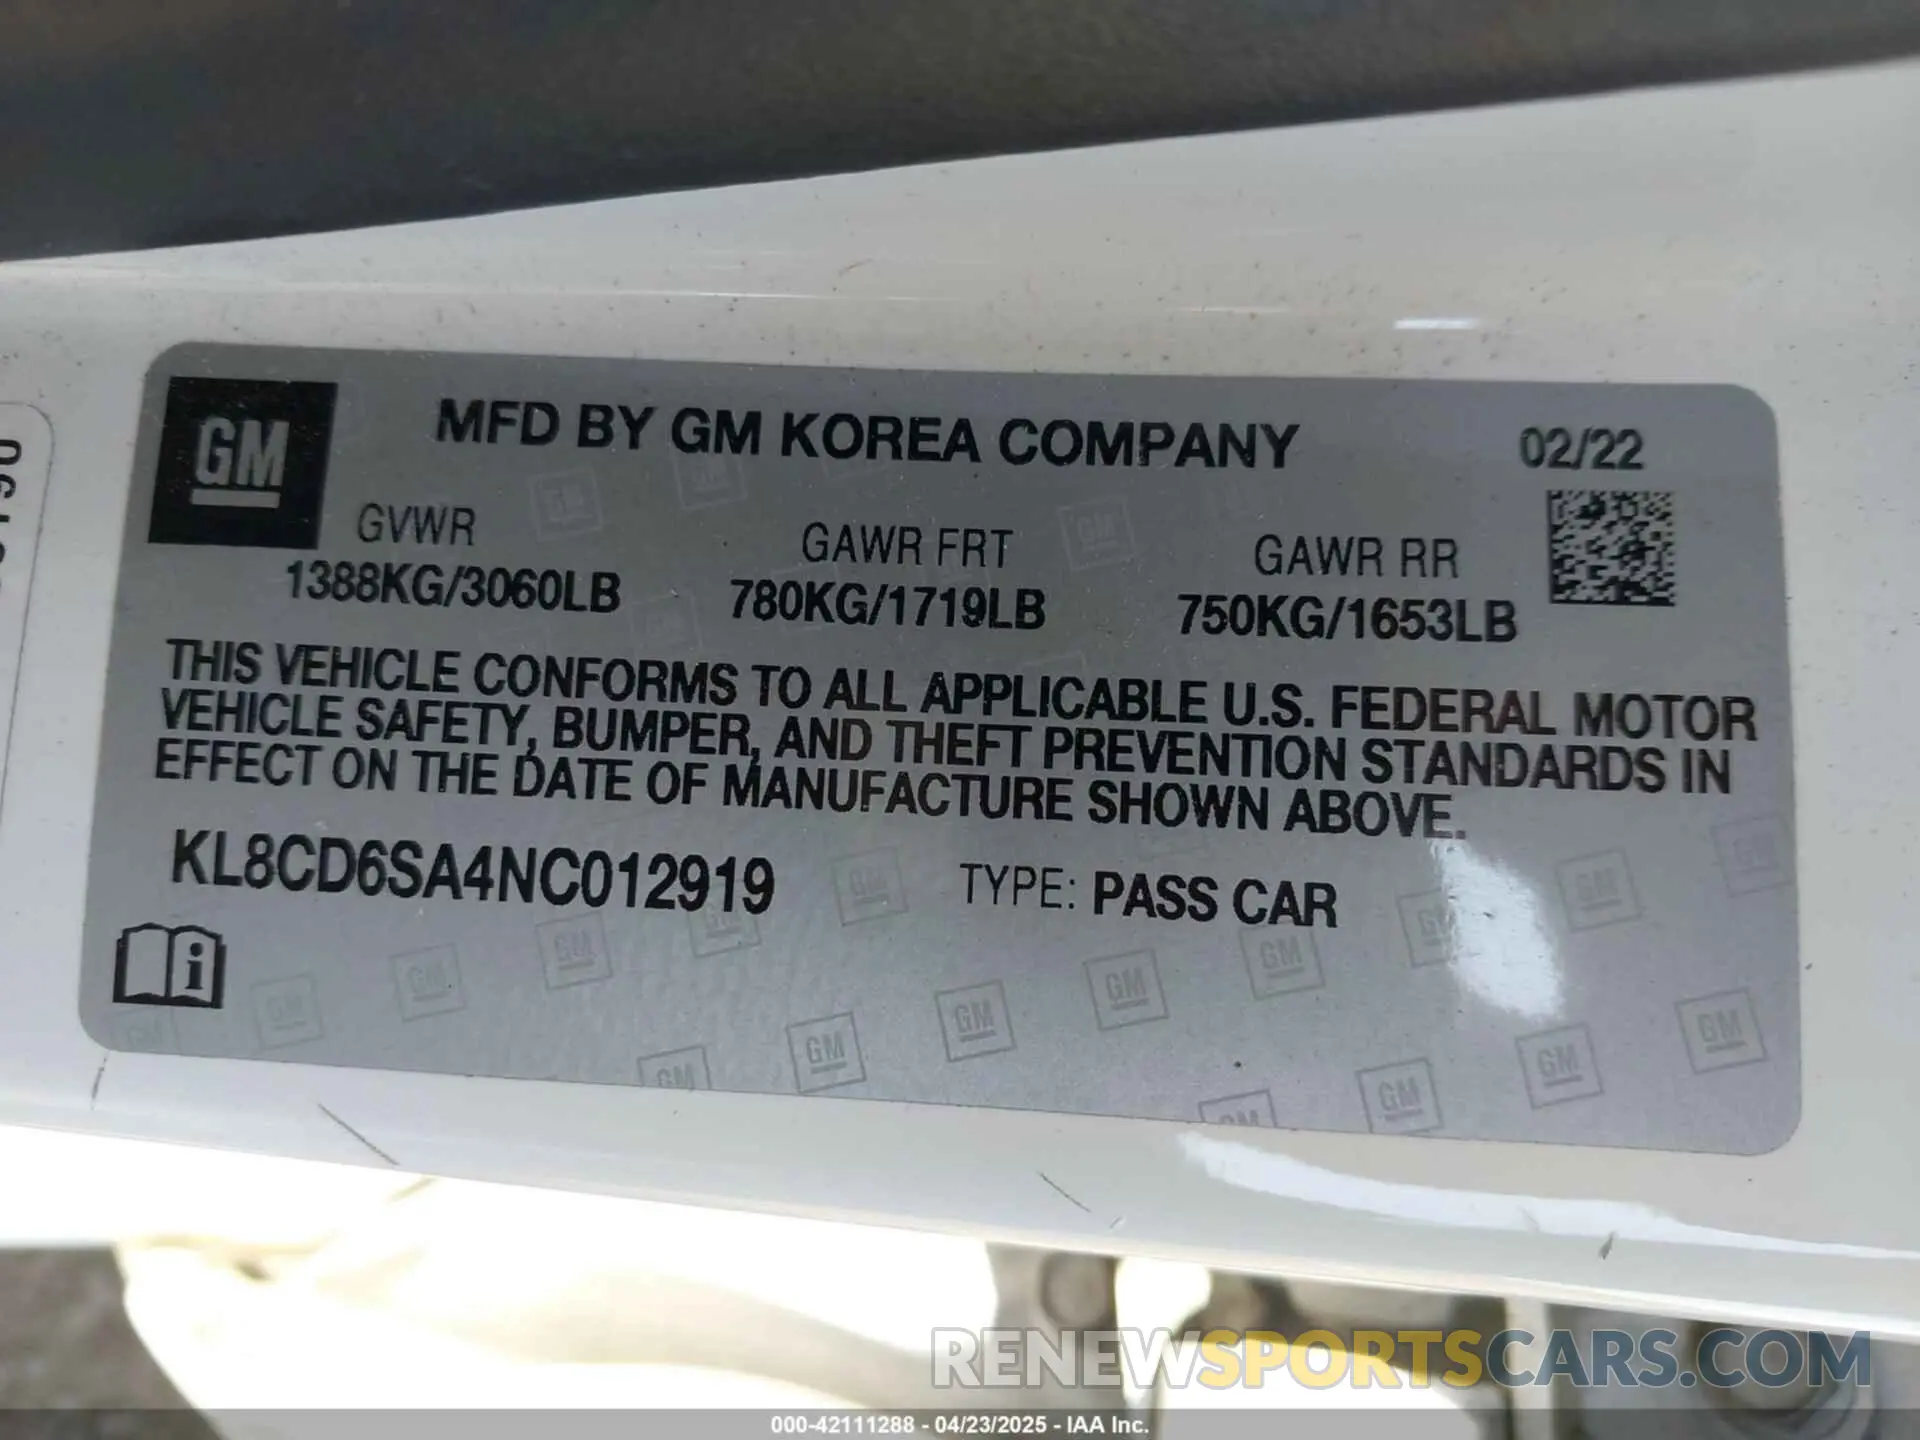 GM
MFD BY GM KOREA COMPANY
02/22
GVWR
GAWR FRT
GAWR RR
1388KG/3060LB
780KG/1719LB
750KG/1653LB
THIS VEHICLE CONFORMS TO ALL APPLICABLE U.S. FEDERAL MOTOR
VEHICLE SAFETY, BUMPER, AND THEFT PREVENTION STANDARDS IN
EFFECT ON THE DATE OF MANUFACTURE SHOWN ABOVE.
KL8CD6SA4NC012919
TYPE: PASS CAR
RENEWSPORTSCARS.COM
000-42111288 - 04/23/2025 - IAA Inc.